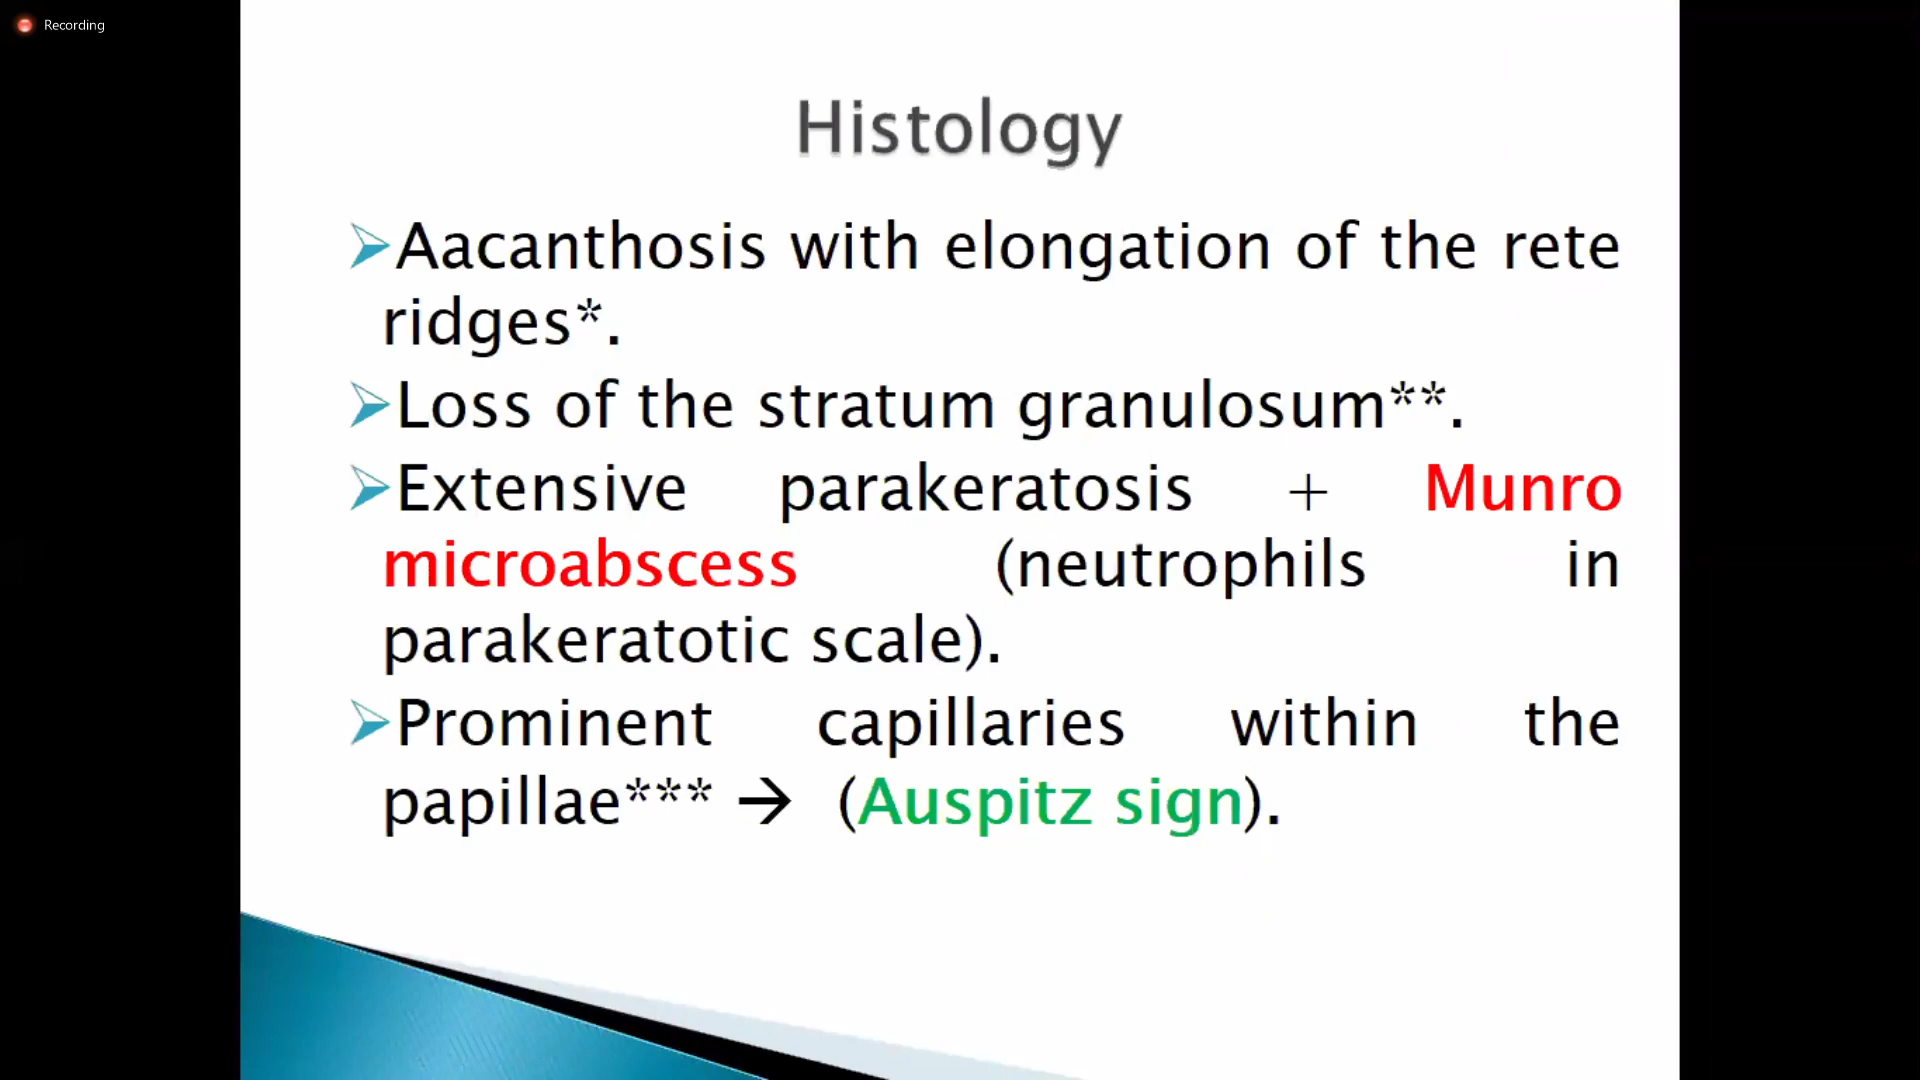 Recording
Histology
➢Aacanthosis with elongation of the rete
ridges*.
➢Loss of the stratum granulosum**.
➢Extensive parakeratosis + Munro
microabscess (neutrophils in
parakeratotic scale).
➢Prominent capillaries within the
papillae*** → (Auspitz sign).